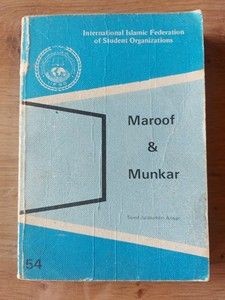 International Islamic Federation
of Student Organizations
Maroof
&
Munkar
54